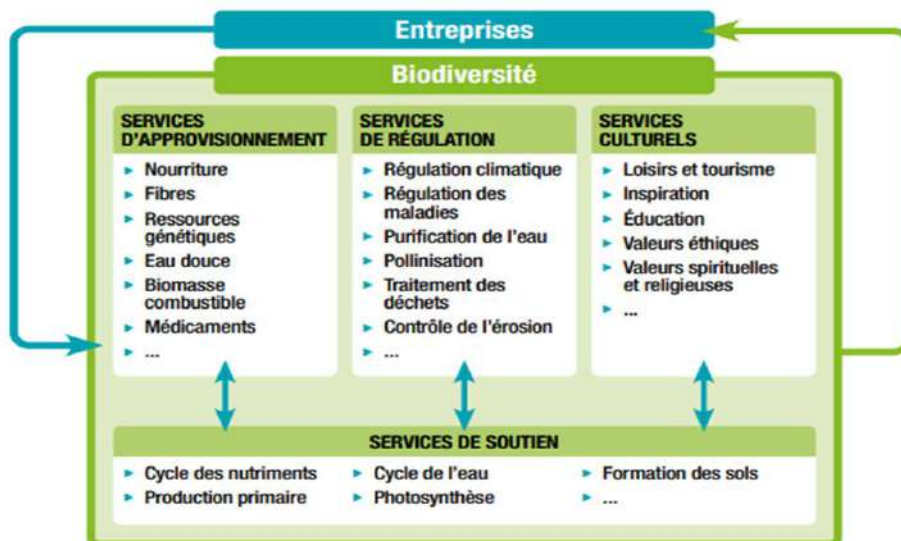 Entreprises
Biodiversité
SERVICES
D'APPROVISIONNEMENT
Nourriture
Fibres
Ressources
génétiques
Eau douce
Biomasse
combustible
Médicaments
...
SERVICES
DE RÉGULATION
Régulation climatique
Régulation des
maladies
Purification de l'eau
Pollinisation
Traitement des
déchets
Contrôle de l'érosion
...
SERVICES
CULTURELS
Loisirs et tourisme
Inspiration
Éducation
Valeurs éthiques
Valeurs spirituelles
et religieuses
...
SERVICES DE SOUTIEN
Cycle des nutriments
Production primaire
Cycle de l'eau
Photosynthèse
Formation des sols
...